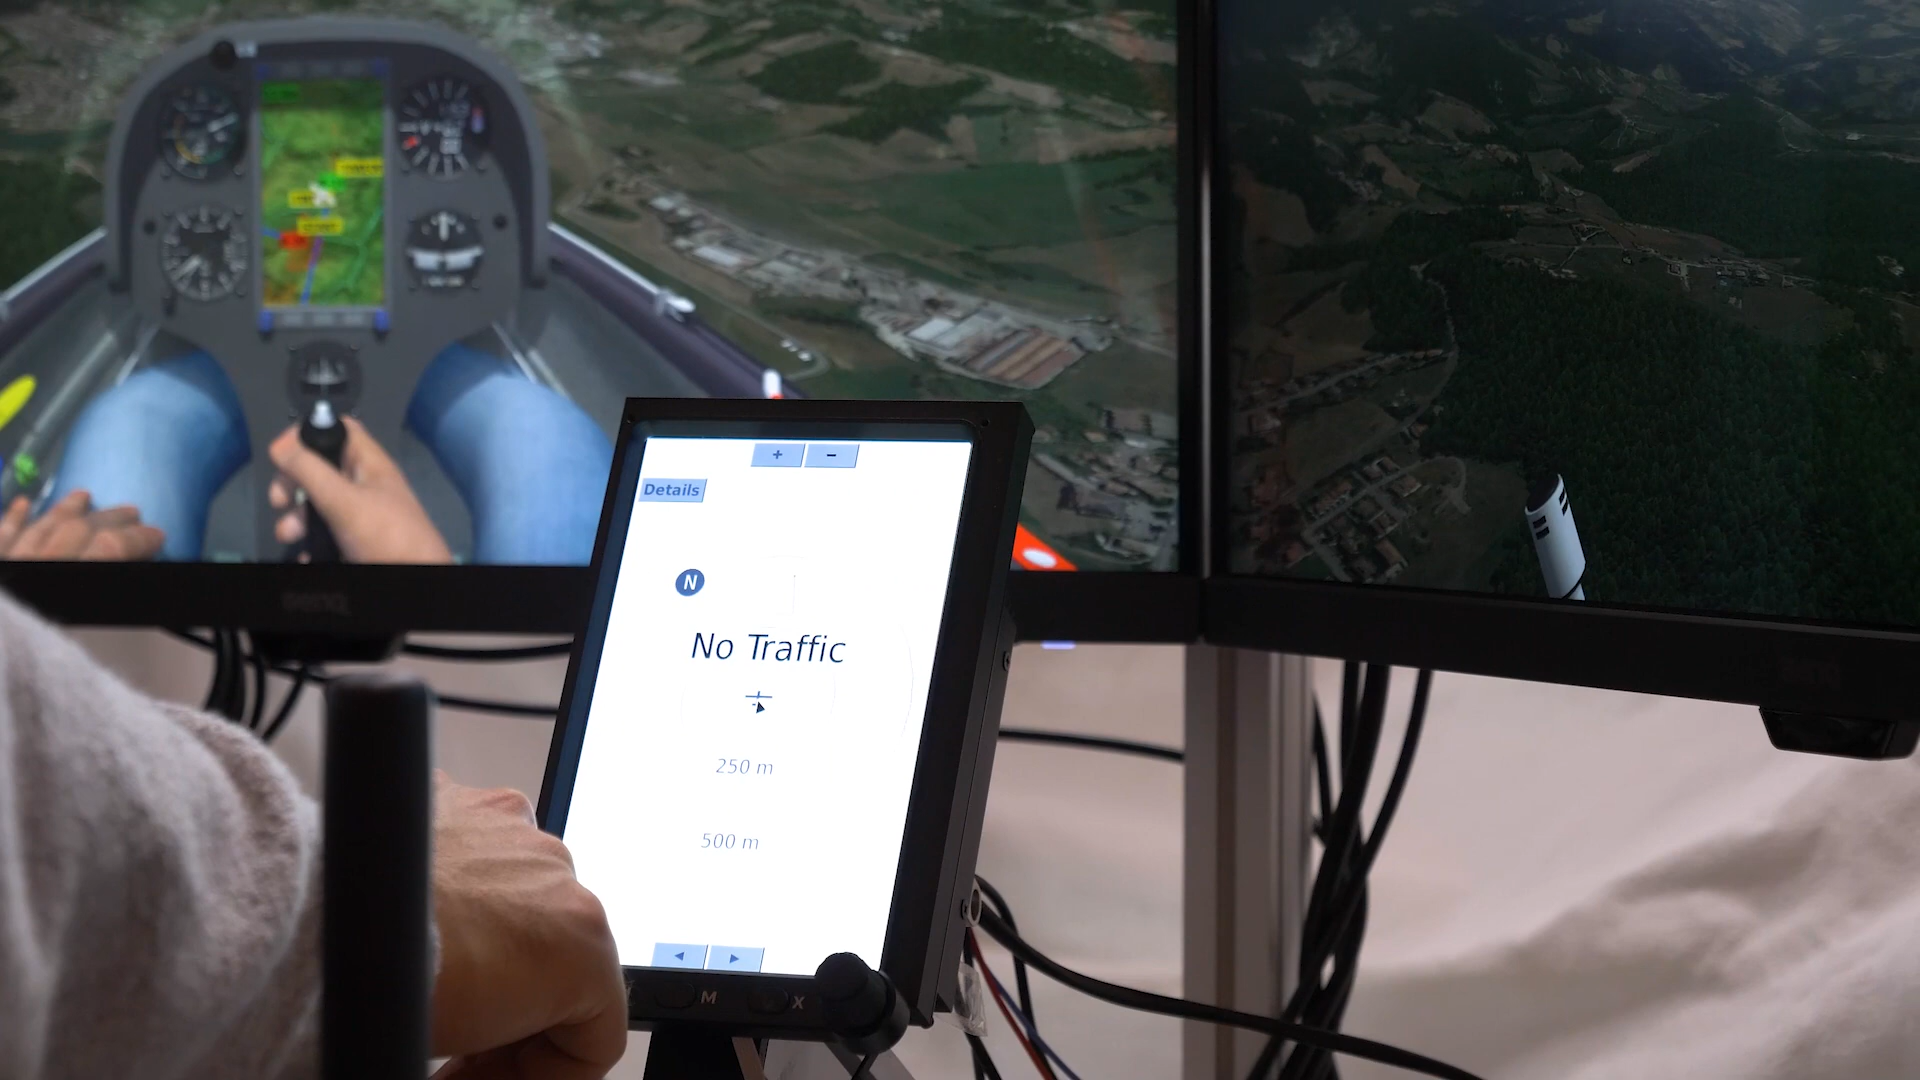 + −
Details
N
No Traffic
250 m
500 m
M X